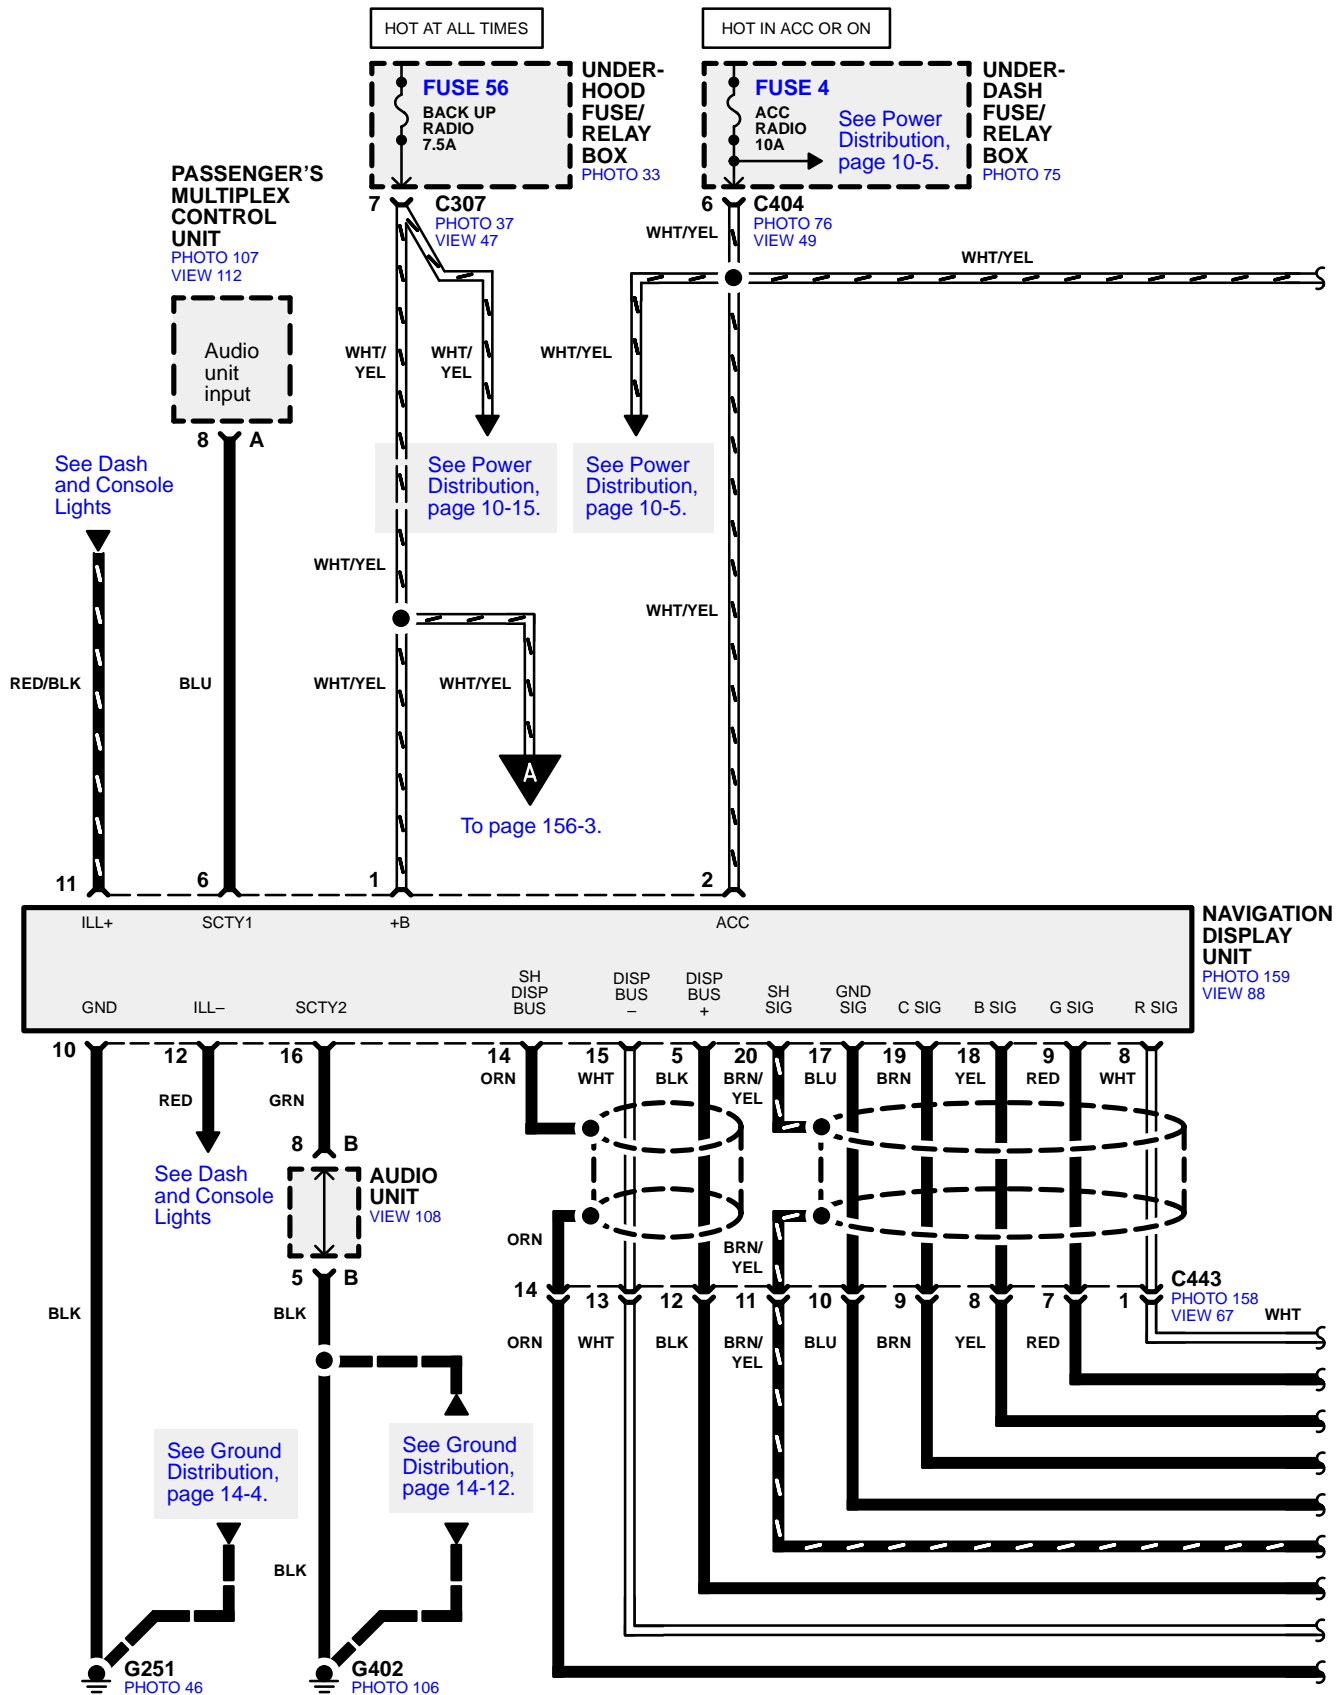 HOT AT ALL TIMES
HOT IN ACC OR ON
FUSE 56
BACK UP
RADIO
7.5A
UNDER-
HOOD
FUSE/
RELAY
BOX
PHOTO 33
FUSE 4
ACC
RADIO
10A
See Power
Distribution,
page 10-5.
UNDER-
DASH
FUSE/
RELAY
BOX
PHOTO 75
PASSENGER'S
MULTIPLEX
CONTROL
UNIT
PHOTO 107
VIEW 112
7
C307
PHOTO 37
VIEW 47
6
C404
PHOTO 76
VIEW 49
WHT/YEL
WHT/YEL
Audio
unit
input
WHT/
YEL
WHT/
YEL
WHT/YEL
8
A
See Dash
and Console
Lights
See Power
Distribution,
page 10-15.
See Power
Distribution,
page 10-5.
WHT/YEL
WHT/YEL
RED/BLK
BLU
WHT/YEL
WHT/YEL
A
To page 156-3.
11
6
1
2
ILL+
SCTY1
+B
ACC
NAVIGATION
DISPLAY
UNIT
PHOTO 159
VIEW 88
GND
ILL–
SCTY2
SH
DISP
BUS
DISP
BUS
–
DISP
BUS
+
SH
SIG
GND
SIG
C SIG
B SIG
G SIG
R SIG
10
12
16
14
15
5
20
17
19
18
9
8
ORN
WHT
BLK
BRN/
YEL
BLU
BRN
YEL
RED
WHT
RED
GRN
8
B
See Dash
and Console
Lights
AUDIO
UNIT
VIEW 108
5
B
ORN
BRN/
YEL
14
13
12
11
10
9
8
7
1
C443
PHOTO 158
VIEW 67
WHT
BLK
BLK
ORN
WHT
BLK
BRN/
YEL
BLU
BRN
YEL
RED
See Ground
Distribution,
page 14-4.
See Ground
Distribution,
page 14-12.
BLK
G251
PHOTO 46
G402
PHOTO 106